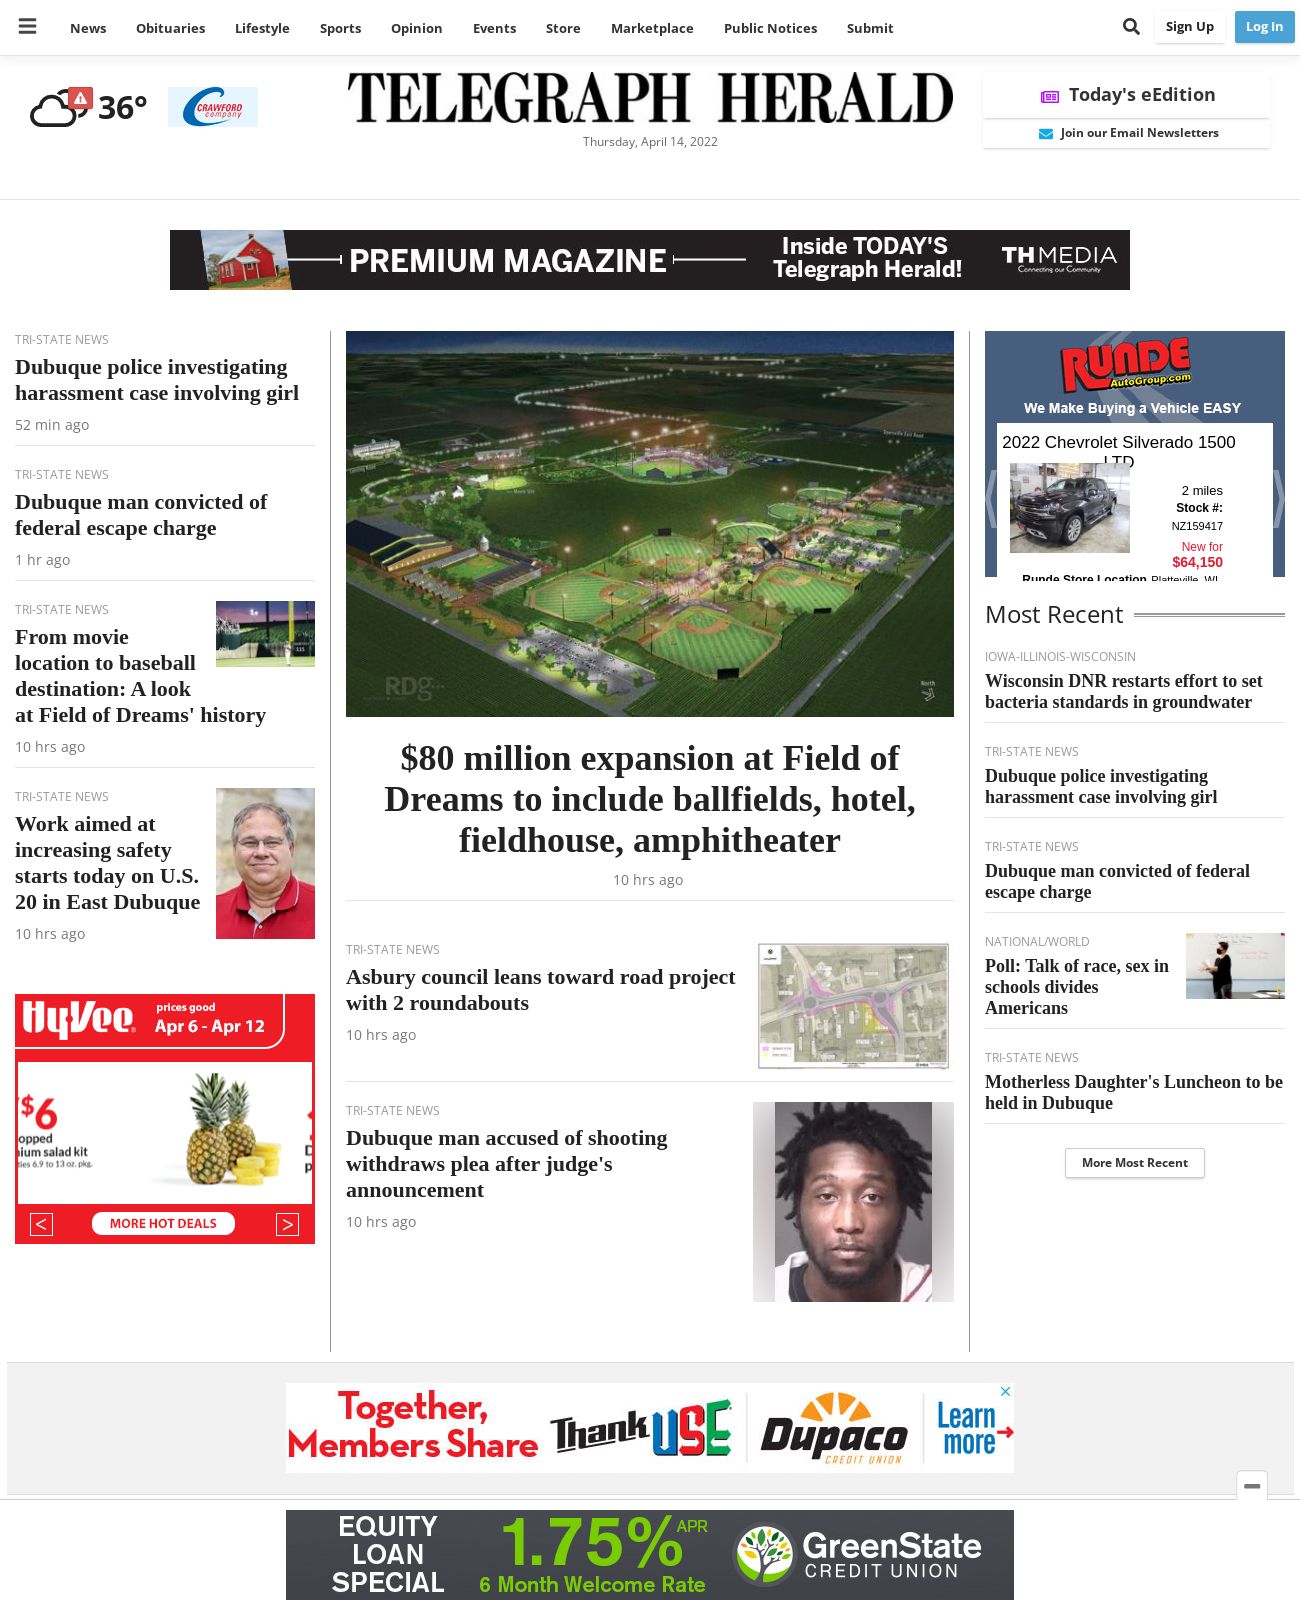 News Obituaries Lifestyle Sports Opinion Events Store Marketplace Public Notices Submit
Sign Up
Log In
36°
CRAWFORD
company
TELEGRAPH HERALD
Thursday, April 14, 2022
Today's eEdition
Join our Email Newsletters
PREMIUM MAGAZINE
Inside TODAY'S
Telegraph Herald!
THMEDIA
Connecting our Community
TRI-STATE NEWS
Dubuque police investigating
harassment case involving girl
52 min ago
TRI-STATE NEWS
Dubuque man convicted of
federal escape charge
1 hr ago
TRI-STATE NEWS
From movie
location to baseball
destination: A look
at Field of Dreams' history
10 hrs ago
TRI-STATE NEWS
Work aimed at
increasing safety
starts today on U.S.
20 in East Dubuque
10 hrs ago
HyVee
prices good
Apr 6 - Apr 12
$6
opped
ium salad kit
ties 6.9 to 13 oz. pkg.
D
p
<
MORE HOT DEALS
>
RDG...
North
$80 million expansion at Field of
Dreams to include ballfields, hotel,
fieldhouse, amphitheater
10 hrs ago
TRI-STATE NEWS
Asbury council leans toward road project
with 2 roundabouts
10 hrs ago
TRI-STATE NEWS
Dubuque man accused of shooting
withdraws plea after judge's
announcement
10 hrs ago
RUNDE
AutoGroup.com
We Make Buying a Vehicle EASY
2022 Chevrolet Silverado 1500
LTD
2 miles
Stock #:
NZ159417
New for
$64,150
Runde Store Location Platteville, WI
Most Recent
IOWA-ILLINOIS-WISCONSIN
Wisconsin DNR restarts effort to set
bacteria standards in groundwater
TRI-STATE NEWS
Dubuque police investigating
harassment case involving girl
TRI-STATE NEWS
Dubuque man convicted of federal
escape charge
NATIONAL/WORLD
Poll: Talk of race, sex in
schools divides
Americans
TRI-STATE NEWS
Motherless Daughter's Luncheon to be
held in Dubuque
More Most Recent
Together,
Members Share
Thank USE
Dupaco
CREDIT UNION
Learn
more
EQUITY
LOAN
SPECIAL
1.75% APR
6 Month Welcome Rate
GreenState
CREDIT UNION